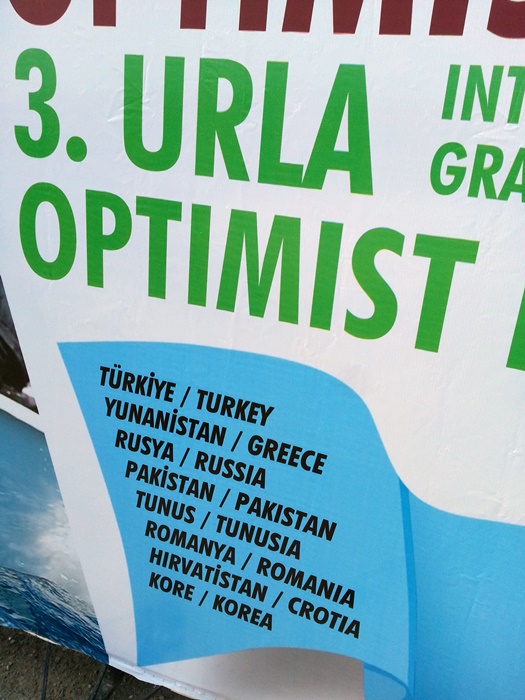 3. URLA
OPTIMIST
TÜRKİYE / TURKEY
YUNANİSTAN / GREECE
RUSYA / RUSSIA
PAKİSTAN / PAKISTAN
TUNUS / TUNUSIA
ROMANYA / ROMANIA
HIRVATİSTAN / CROTIA
KORE / KOREA